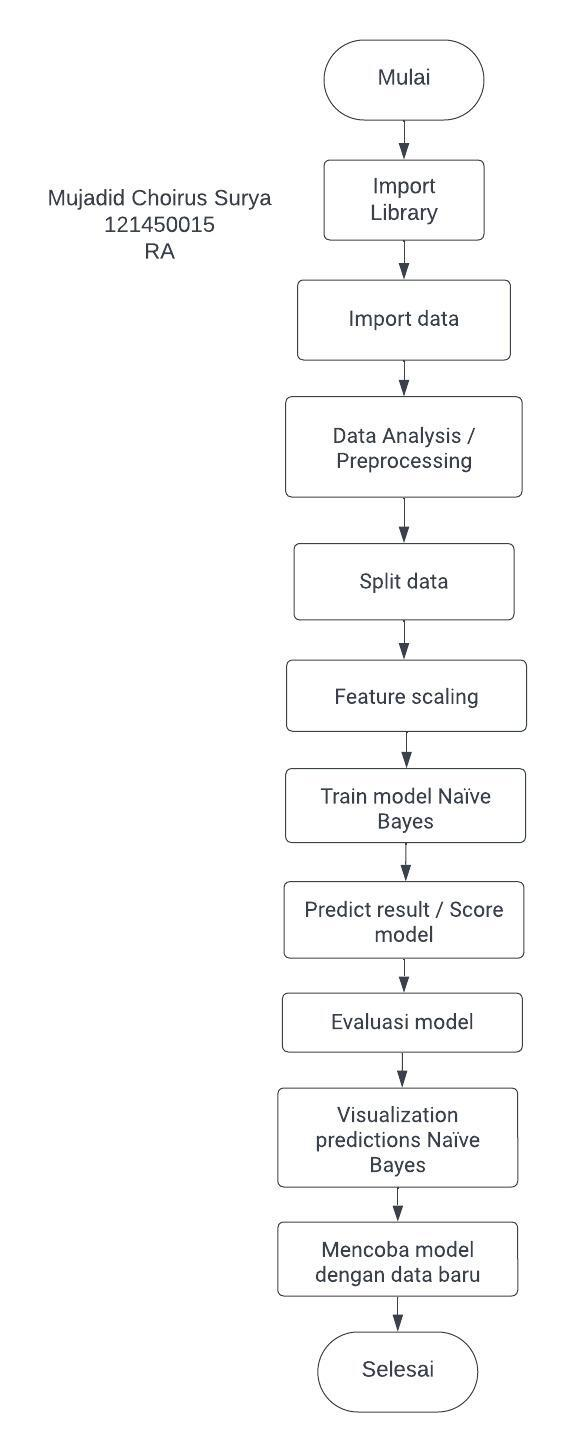 Mulai
Mujadid Choirus Surya
121450015
RA
Import
Library
Import data
Data Analysis /
Preprocessing
Split data
Feature scaling
Train model Naïve
Bayes
Predict result / Score
model
Evaluasi model
Visualization
predictions Naïve
Bayes
Mencoba model
dengan data baru
Selesai